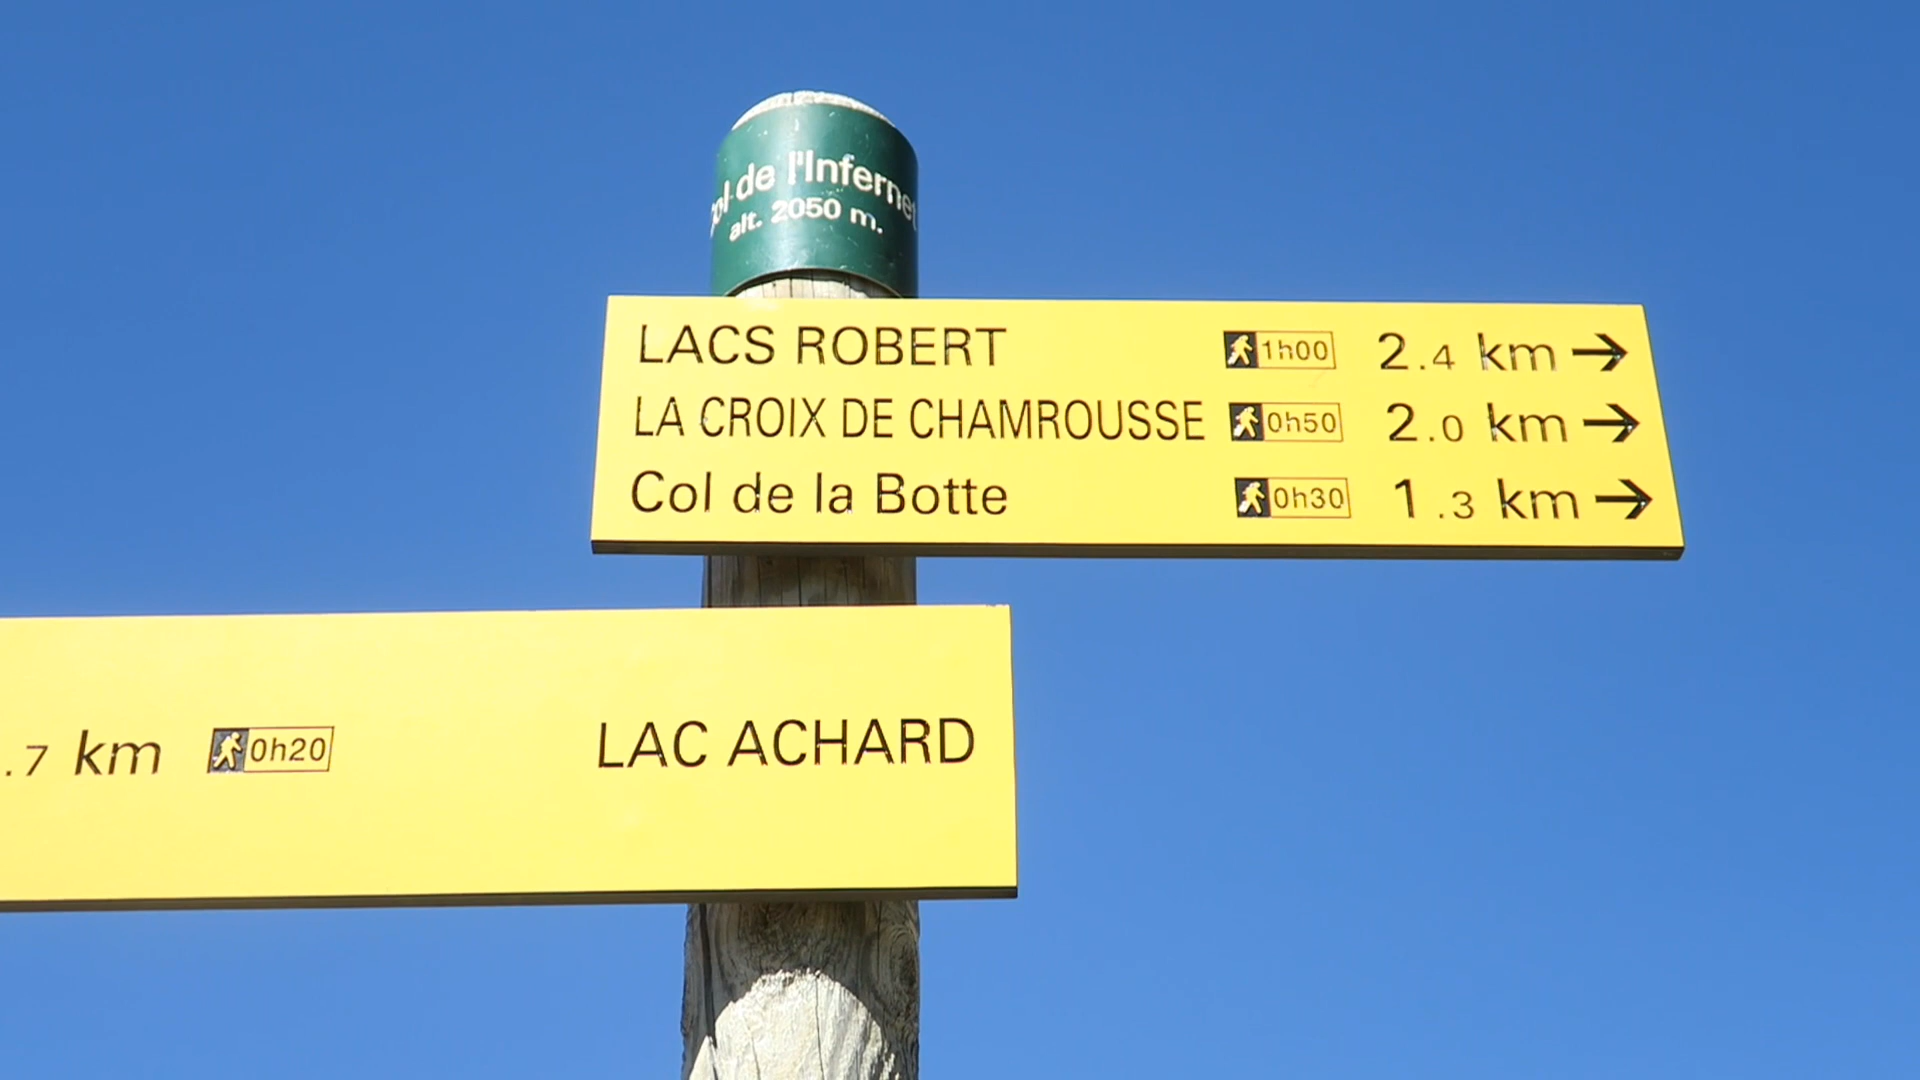 Col de l'Infernet
alt. 2050 m.
LACS ROBERT 1h00 2.4 km →
LA CROIX DE CHAMROUSSE 0h50 2.0 km →
Col de la Botte 0h30 1.3 km →
.7 km 0h20 LAC ACHARD